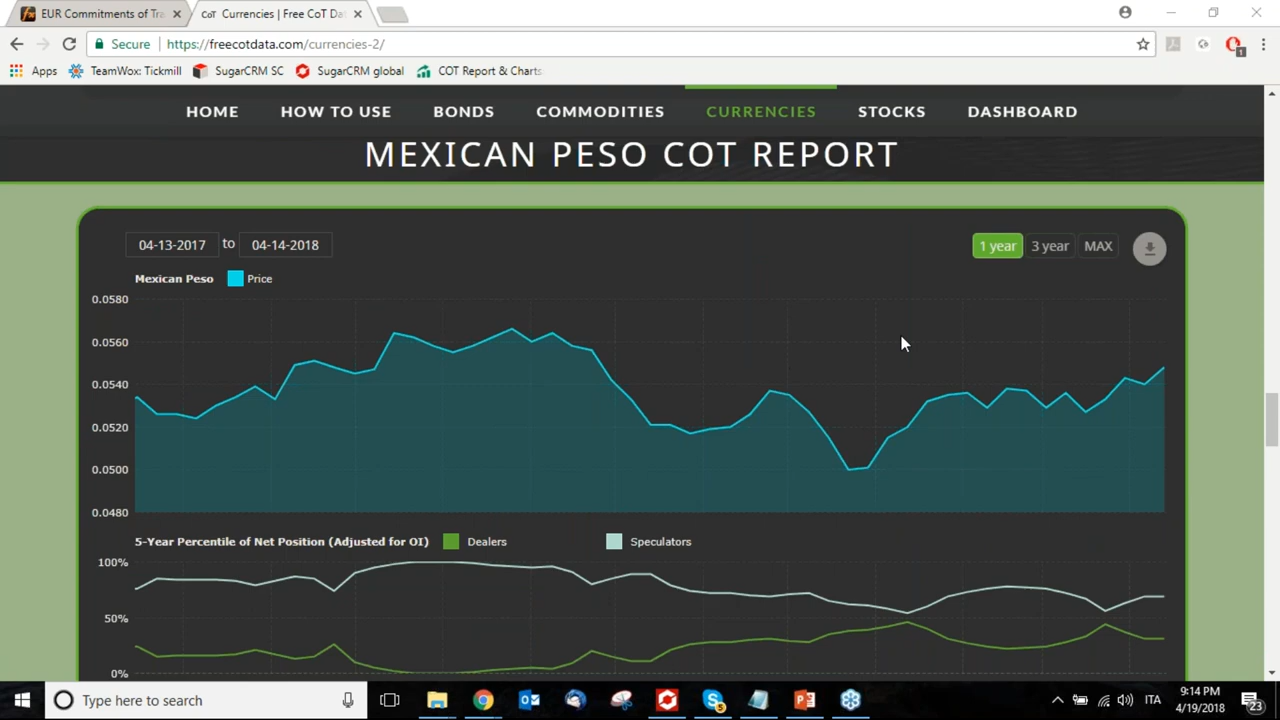 EUR Commitments of Tra
CoT Currencies | Free CoT Dat
Secure https://freecotdata.com/currencies-2/
Apps TeamWox: Tickmill SugarCRM SC SugarCRM global COT Report & Charts
HOME HOW TO USE BONDS COMMODITIES CURRENCIES STOCKS DASHBOARD
MEXICAN PESO COT REPORT
04-13-2017 to 04-14-2018 1 year 3 year MAX
Mexican Peso Price
0.0580
0.0560
0.0540
0.0520
0.0500
0.0480
5-Year Percentile of Net Position (Adjusted for OI) Dealers Speculators
100%
50%
0%
Type here to search
ITA
9:14 PM
4/19/2018
23